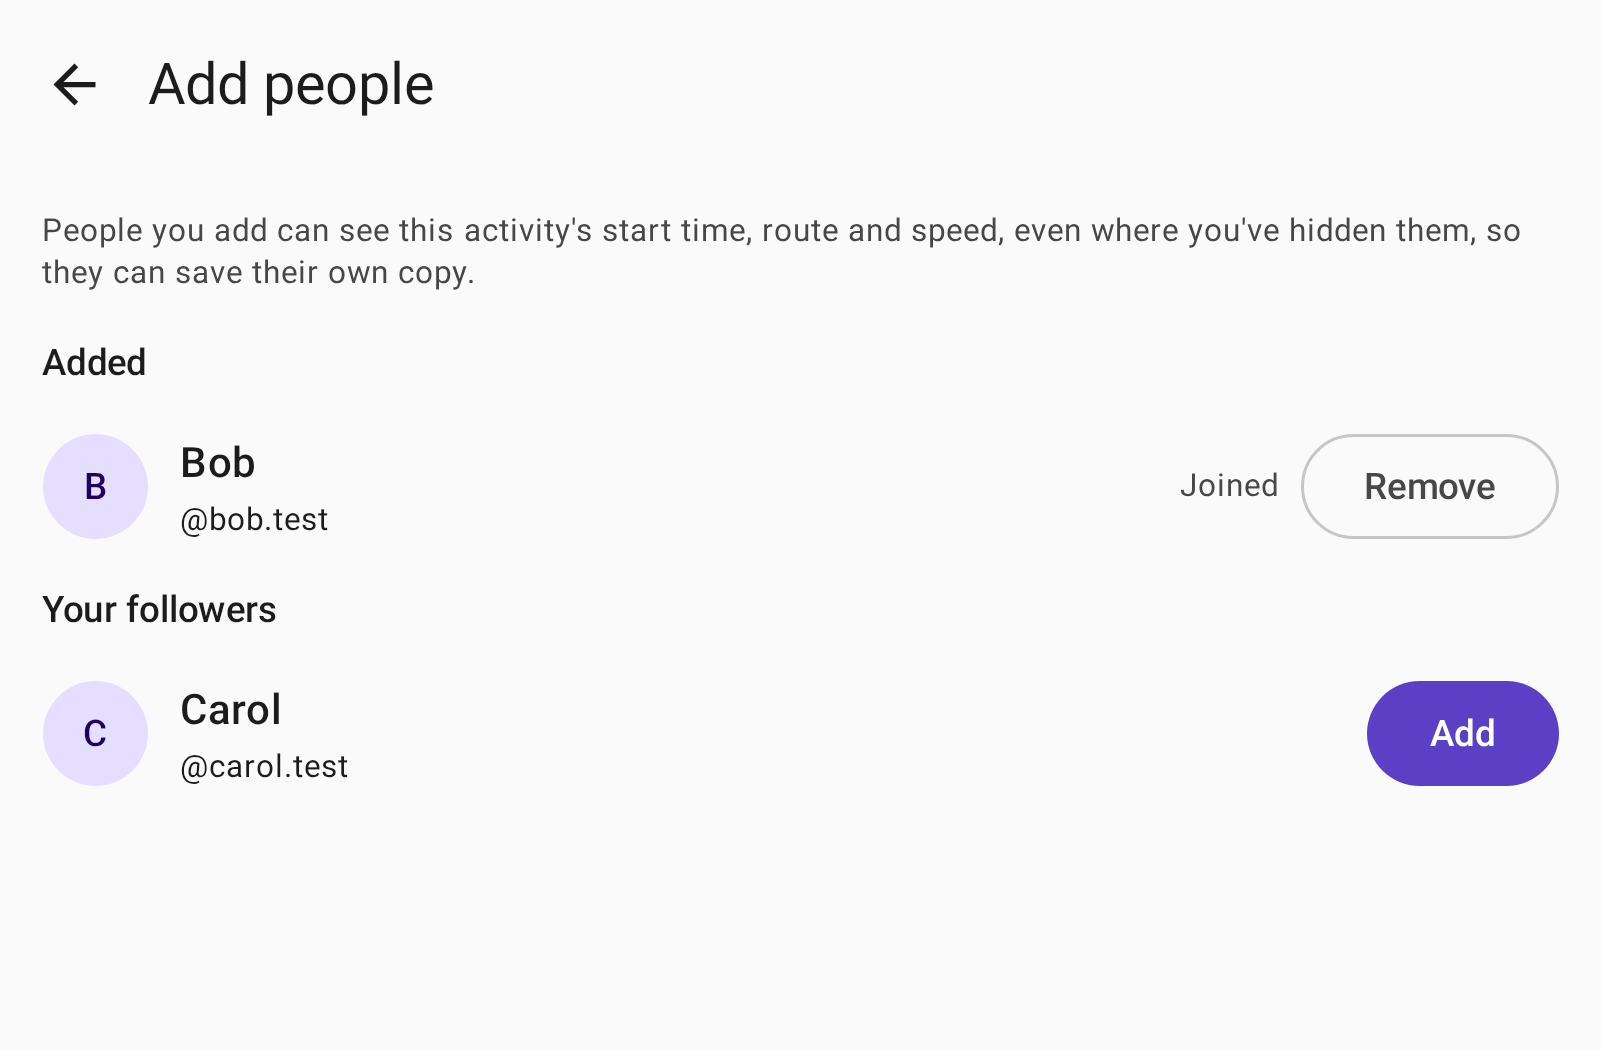 Add people
People you add can see this activity's start time, route and speed, even where you've hidden them, so
they can save their own copy.
Added
B
Bob
@bob.test
Joined
Remove
Your followers
C
Carol
@carol.test
Add